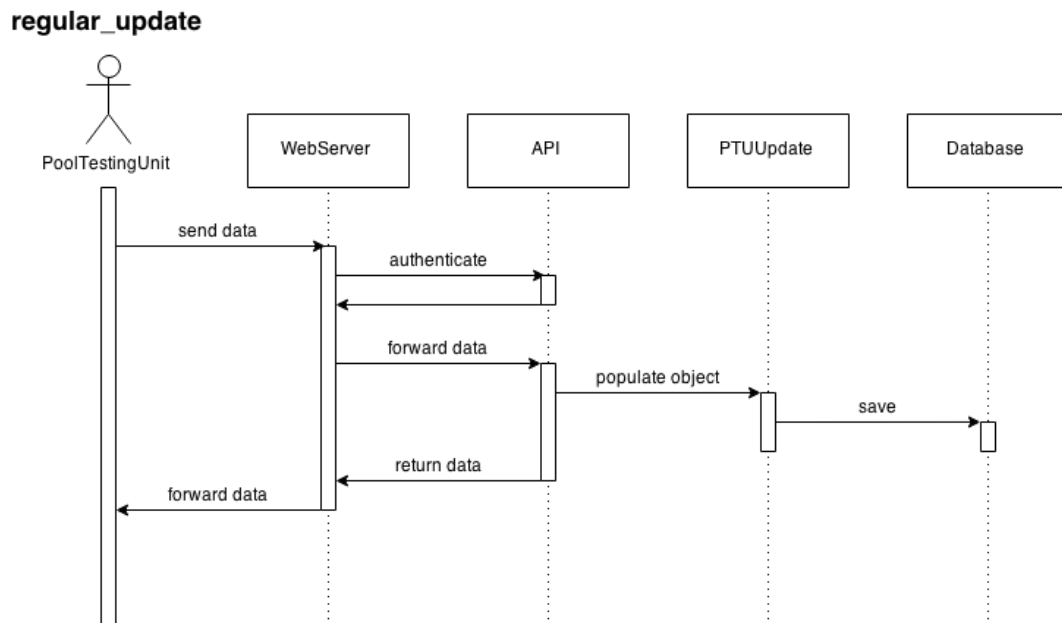 regular_update
PoolTestingUnit
WebServer
API
PTUUpdate
Database
send data
authenticate
forward data
populate object
save
return data
forward data